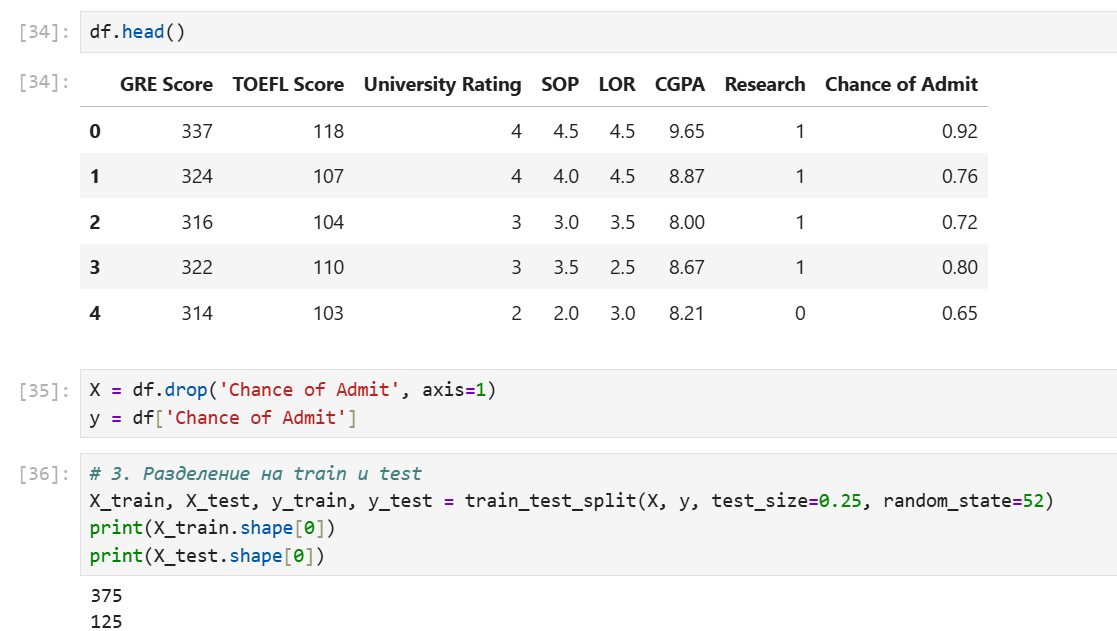 [34]: df.head()
[34]: GRE Score TOEFL Score University Rating SOP LOR CGPA Research Chance of Admit
0 337 118 4 4.5 4.5 9.65 1 0.92
1 324 107 4 4.0 4.5 8.87 1 0.76
2 316 104 3 3.0 3.5 8.00 1 0.72
3 322 110 3 3.5 2.5 8.67 1 0.80
4 314 103 2 2.0 3.0 8.21 0 0.65
[35]: X = df.drop('Chance of Admit', axis=1)
y = df['Chance of Admit']
[36]: # 3. Разделение на train и test
X_train, X_test, y_train, y_test = train_test_split(X, y, test_size=0.25, random_state=52)
print(X_train.shape[0])
print(X_test.shape[0])
375
125